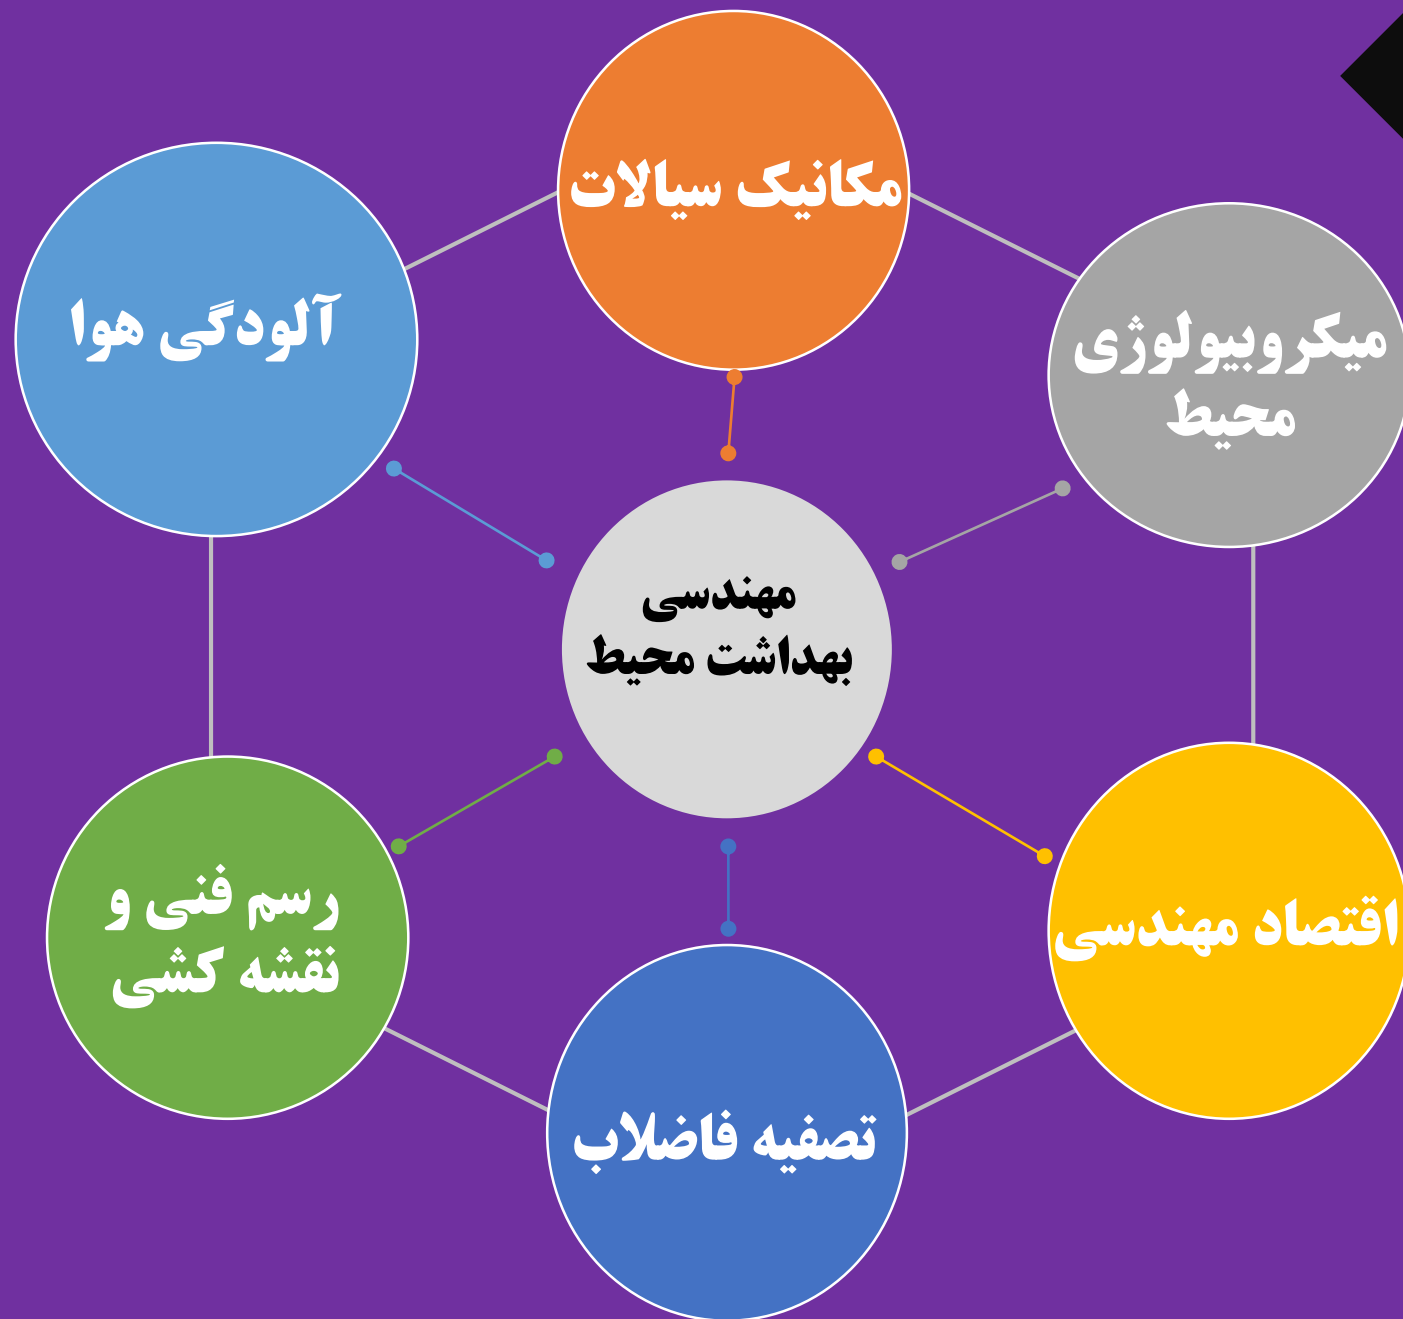 مکانیک سیالات
میکروبیولوژی
محیط
آلودگی هوا
مهندسی
بهداشت محیط
اقتصاد مهندسی
رسم فنی و
نقشه کشی
تصفیه فاضلاب